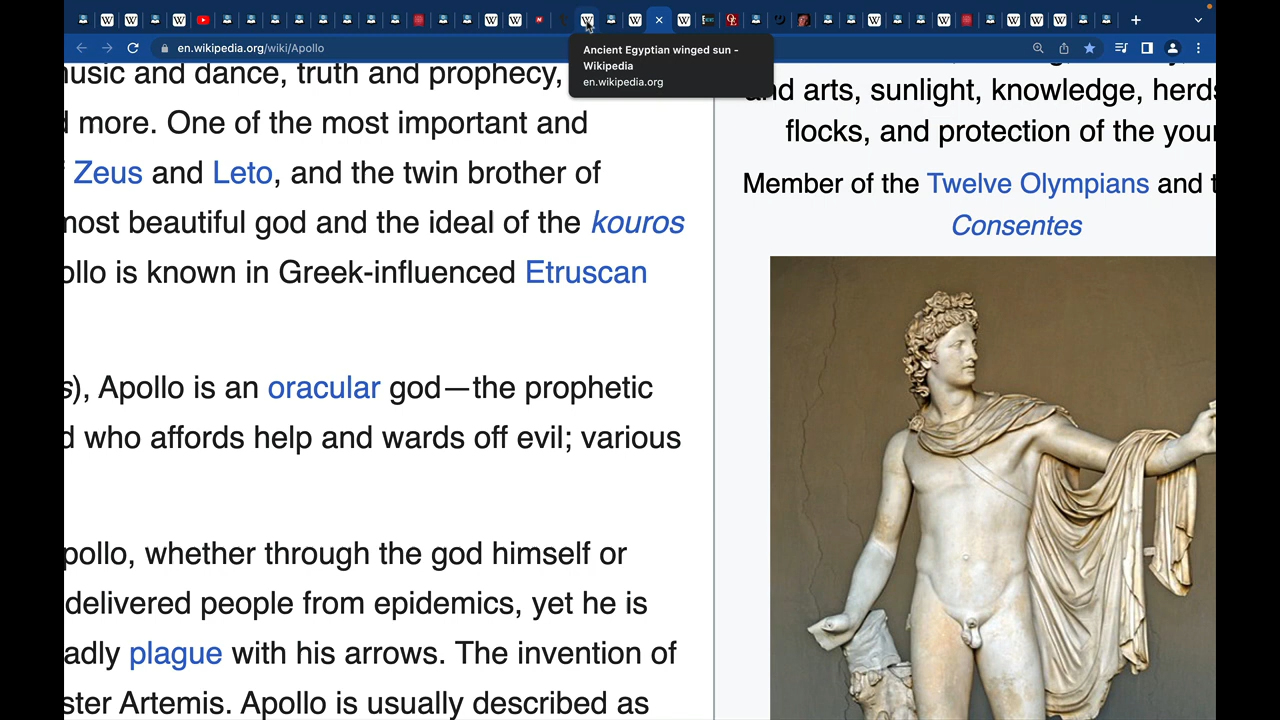 en.wikipedia.org/wiki/Apollo
Ancient Egyptian winged sun -
Wikipedia
en.wikipedia.org
music and dance, truth and prophecy,
more. One of the most important and
Zeus and Leto, and the twin brother of
most beautiful god and the ideal of the kouros
ollo is known in Greek-influenced Etruscan
s), Apollo is an oracular god—the prophetic
d who affords help and wards off evil; various
pollo, whether through the god himself or
delivered people from epidemics, yet he is
adly plague with his arrows. The invention of
ster Artemis. Apollo is usually described as
and arts, sunlight, knowledge, herds
flocks, and protection of the your
Member of the Twelve Olympians and t
Consentes